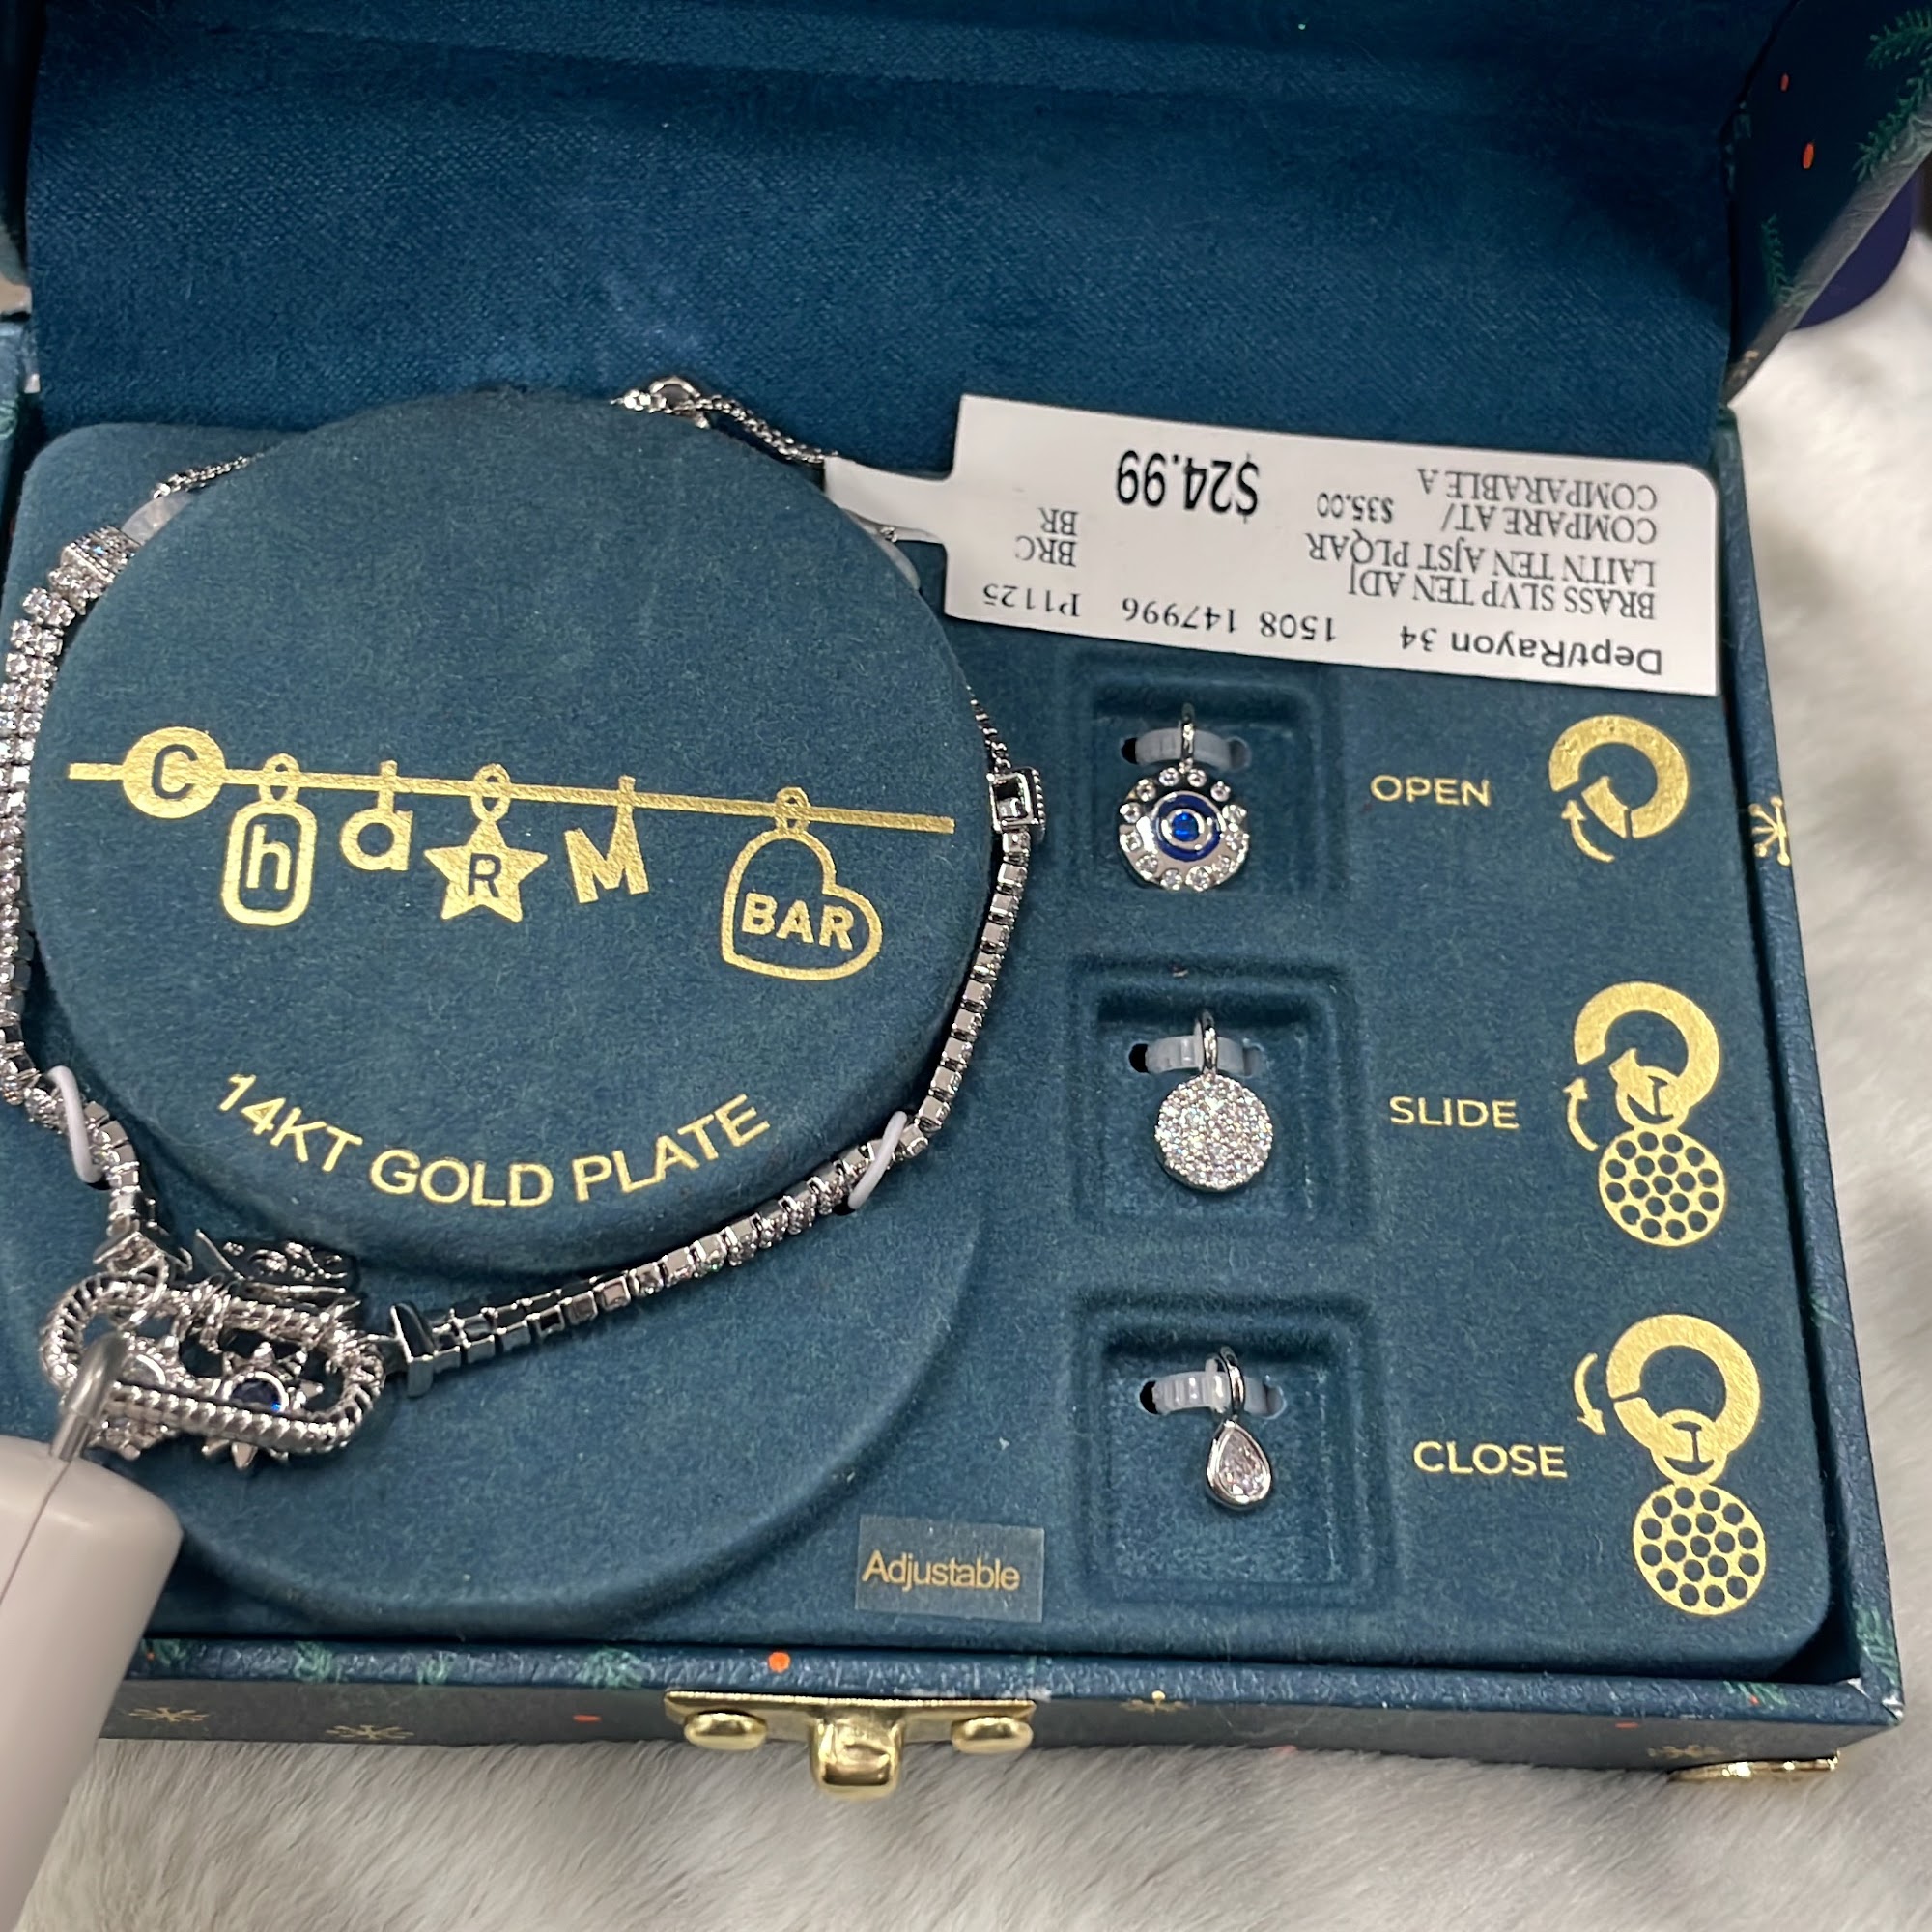 Dept/Rayon 34 1508 147996 P1125
BRASS SLVP TEN ADJ BRC
LAITN TEN AJST PLQAR BR
COMPARE AT/ $35.00
COMPARABLE A
$24.99
C h a R M BAR
14KT GOLD PLATE
OPEN
SLIDE
CLOSE
Adjustable